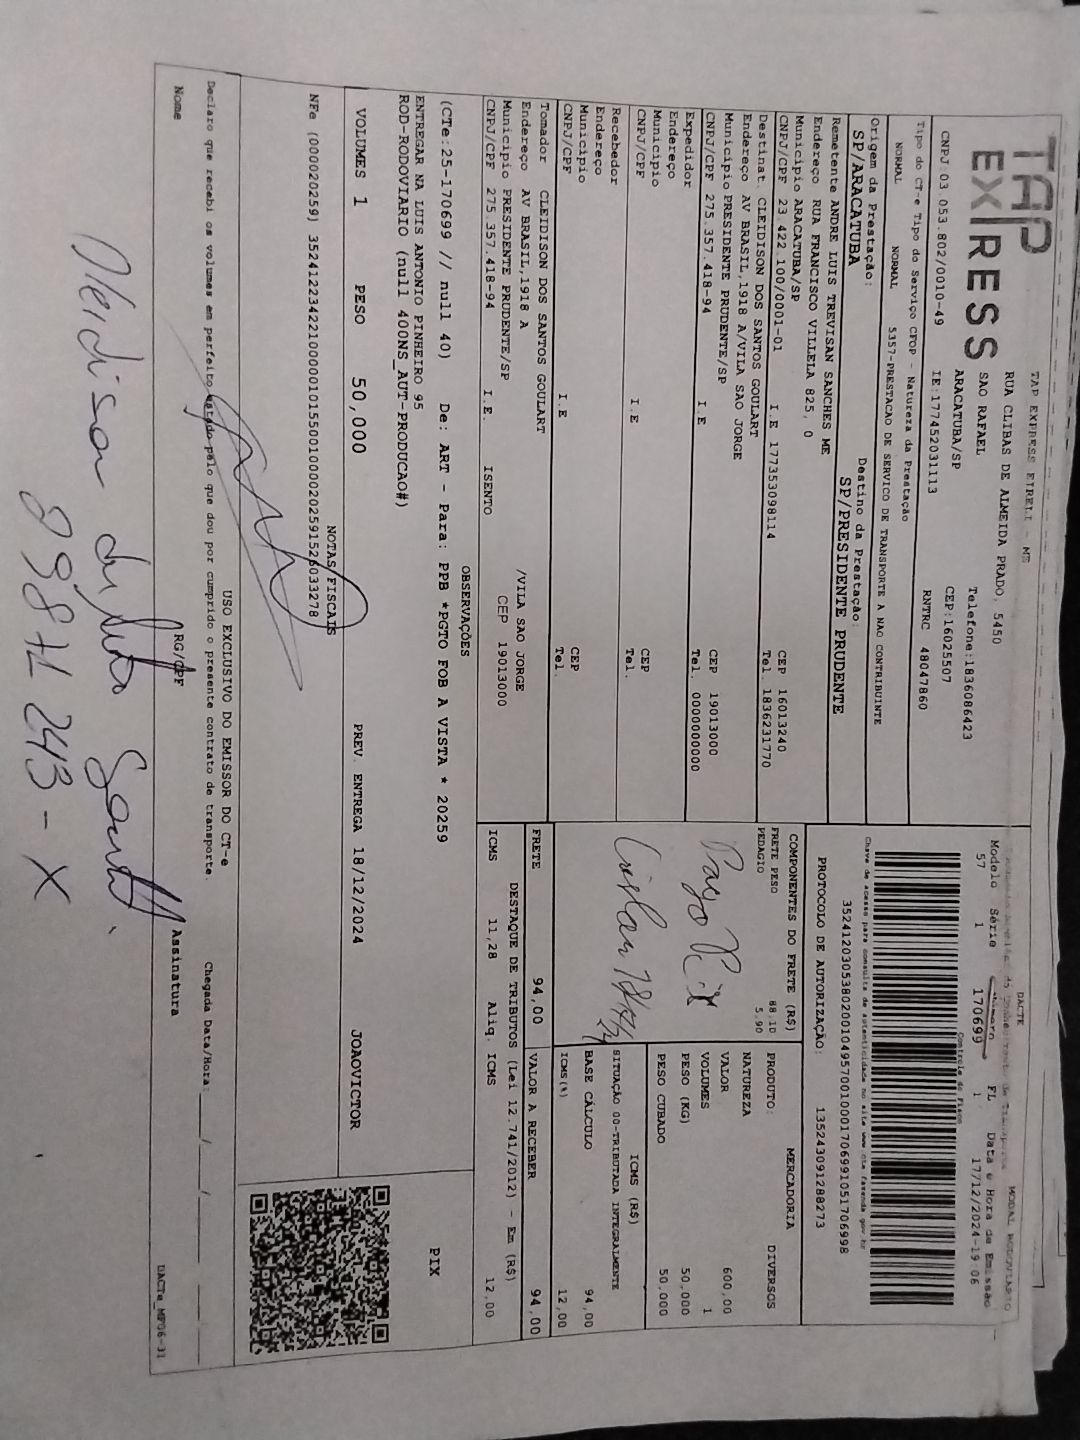 TAP
EXPRESS
TAP EXPRESS EIRELI - ME
RUA CLIBAS DE ALMEIDA PRADO, 5450
SAO RAFAEL Telefone:1836086423
ARACATUBA/SP CEP:16025507
CNPJ 03.053.802/0010-49 IE:177452031113 RNTRC 48047860
Tipo do CT-e Tipo do Serviço CFOP - Natureza da Prestação
NORMAL NORMAL 5357-PRESTACAO DE SERVICO DE TRANSPORTE A NAO CONTRIBUINTE
Origem da Prestação: Destino da Prestação:
SP/ARACATUBA SP/PRESIDENTE PRUDENTE
Remetente ANDRE LUIS TREVISAN SANCHES ME
Endereço RUA FRANCISCO VILLELA 825, 0
Município ARACATUBA/SP CEP 16013240
CNPJ/CPF 23.422.100/0001-01 I.E 177353098114 Tel 1836231770
Destinat. CLEIDISON DOS SANTOS GOULART
Endereço AV BRASIL,1918 A/VILA SAO JORGE
Município PRESIDENTE PRUDENTE/SP CEP 19013000
CNPJ/CPF 275.357.418-94 I.E Tel. 0000000000
Expedidor
Endereço
Município CEP
CNPJ/CPF I.E Tel.
Recebedor
Endereço
Município CEP
CNPJ/CPF I.E Tel.
Tomador CLEIDISON DOS SANTOS GOULART
Endereço AV BRASIL,1918 A /VILA SAO JORGE
Município PRESIDENTE PRUDENTE/SP CEP 19013000
CNPJ/CPF 275.357.418-94 I.E. ISENTO
DACTE
MODAL RODOVIARIO
Modelo Série FL Data e Hora de Emissão
57 1 170699 1 17/12/2024-19:06
Controle do Fisco
Chave de acesso para consulta de autenticidade no site www.cte.fazenda.gov.br
35241203053802001049570010001706991051706998
PROTOCOLO DE AUTORIZAÇÃO: 135243091288273
COMPONENTES DO FRETE (R$)
FRETE PESO 88,10
PEDAGIO 5,90
Pago Pix
PRODUTO: MERCADORIA
NATUREZA DIVERSOS
VALOR 600,00
VOLUMES 1
PESO (KG) 50,000
PESO CUBADO 50,000
ICMS (R$)
SITUAÇÃO 00-TRIBUTADA INTEGRALMENTE
BASE CÁLCULO 94,00
ICMS(%) 12,00
FRETE 94,00 VALOR A RECEBER 94,00
DESTAQUE DE TRIBUTOS (Lei 12.741/2012) - Em (R$)
ICMS 11,28 Aliq. ICMS 12,00
OBSERVAÇÕES
(CTe:25-170699 // null 40) De: ART - Para: PPB *PGTO FOB A VISTA * 20259
ENTREGAR NA LUIS ANTONIO PINHEIRO 95
ROD-RODOVIARIO (null 400NS_AUT-PRODUCAO#)
PIX
VOLUMES 1 PESO 50,000 PREV. ENTREGA 18/12/2024 JOAOVICTOR
NOTAS FISCAIS
NFe (000020259) 35241223422100000101550010000202591526033278
USO EXCLUSIVO DO EMISSOR DO CT-e
Declaro que recebi os volumes em perfeito estado pelo que dou por cumprido o presente contrato de transporte. Chegada Data/Hora: ___/___/___
Nome RG/CPF Assinatura
DACTe_MP06-31